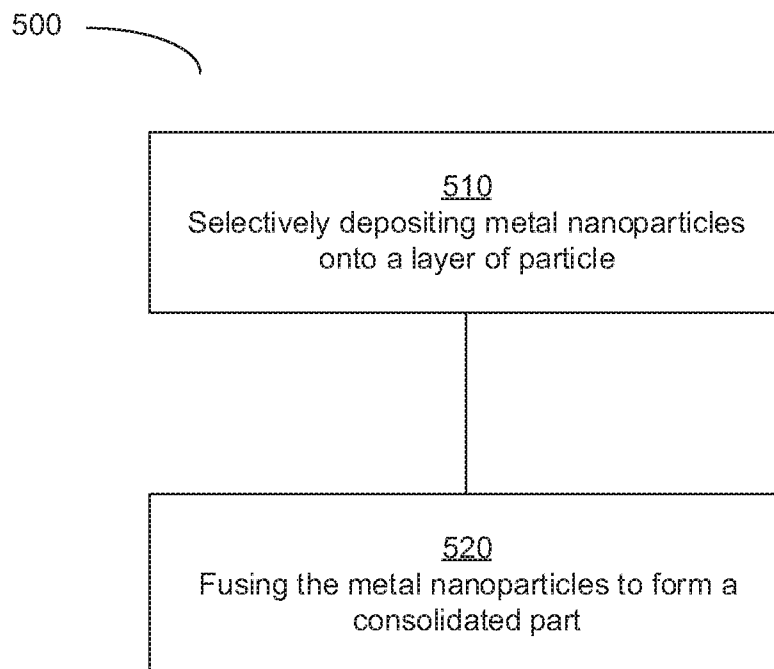 500
510
Selectively depositing metal nanoparticles
onto a layer of particle
520
Fusing the metal nanoparticles to form a
consolidated part